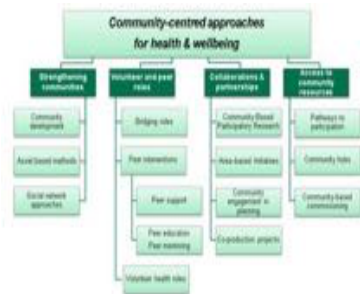 Community-centred approaches
for health & wellbeing
Strengthening
communities
Volunteer and peer
roles
Collaborations &
partnerships
Access to
community
resources
Community
development
Asset based methods
Social network
approaches
Bridging roles
Peer interventions
Peer support
Peer education
Peer mentoring
Volunteer health roles
Community-Based
Participatory Research
Area-based Initiatives
Community
engagement in
planning
Co-production projects
Pathways to
participation
Community hubs
Community-based
commissioning